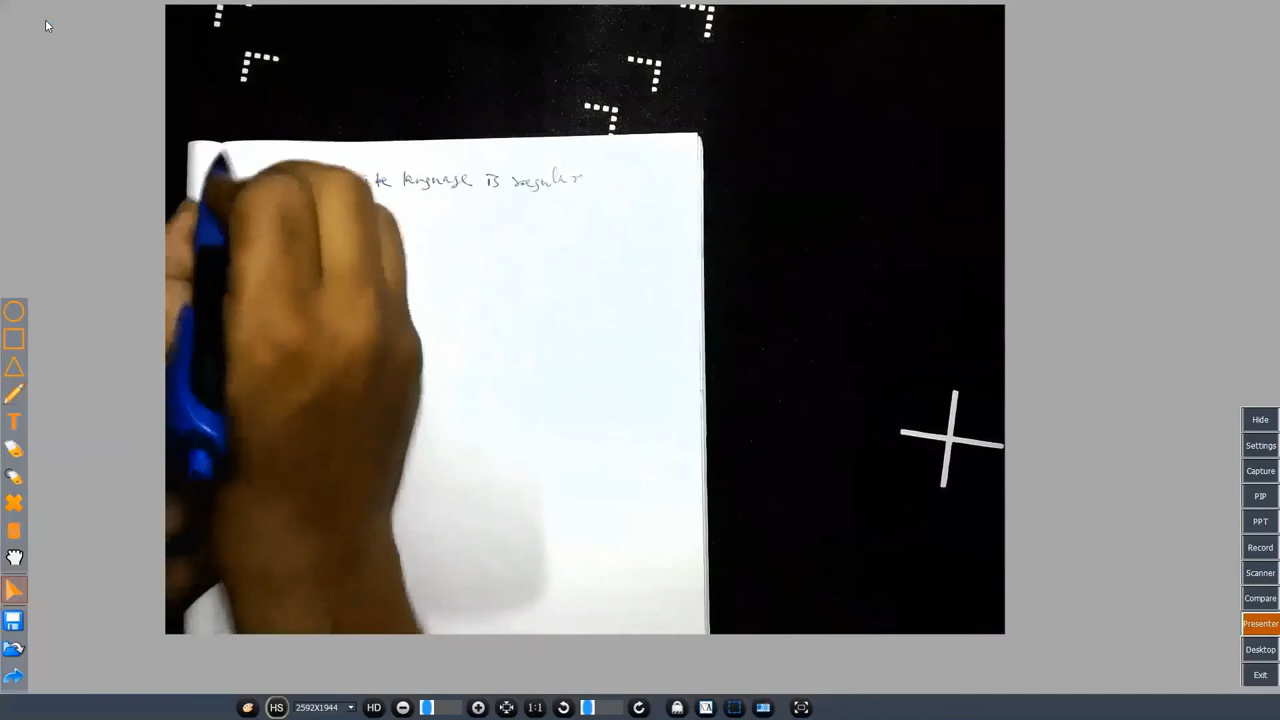 language is regular
Hide
Settings
Capture
PIP
PPT
Record
Scanner
Compare
Presenter
Desktop
Exit
T
HS 2592X1944 HD 1:1